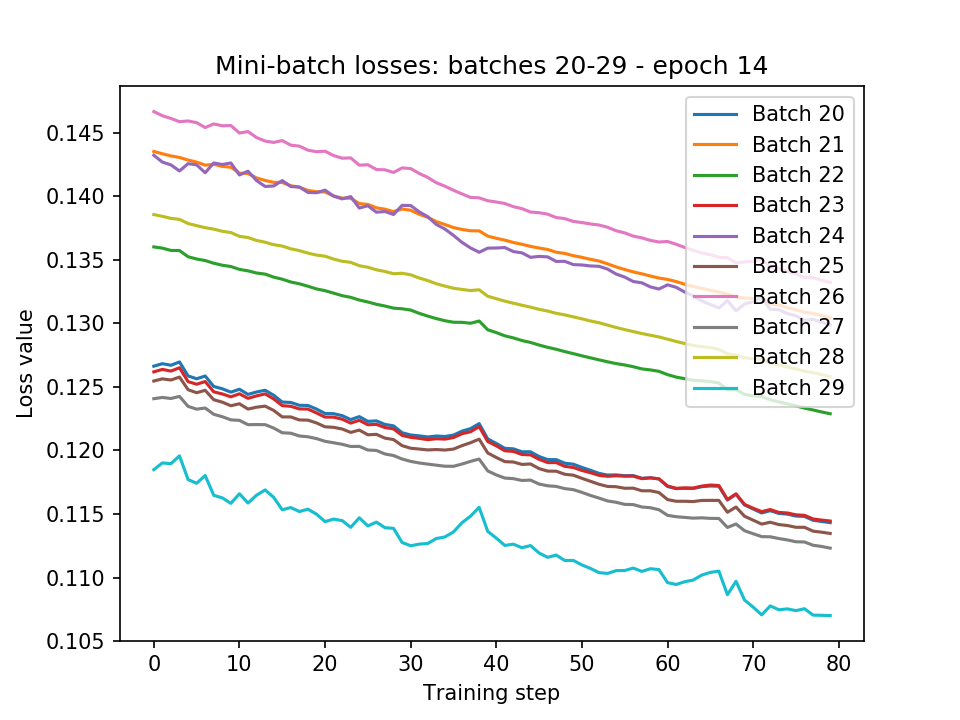 Mini-batch losses: batches 20-29 - epoch 14
Loss value
0.145
0.140
0.135
0.130
0.125
0.120
0.115
0.110
0.105
Batch 20
Batch 21
Batch 22
Batch 23
Batch 24
Batch 25
Batch 26
Batch 27
Batch 28
Batch 29
0 10 20 30 40 50 60 70 80
Training step